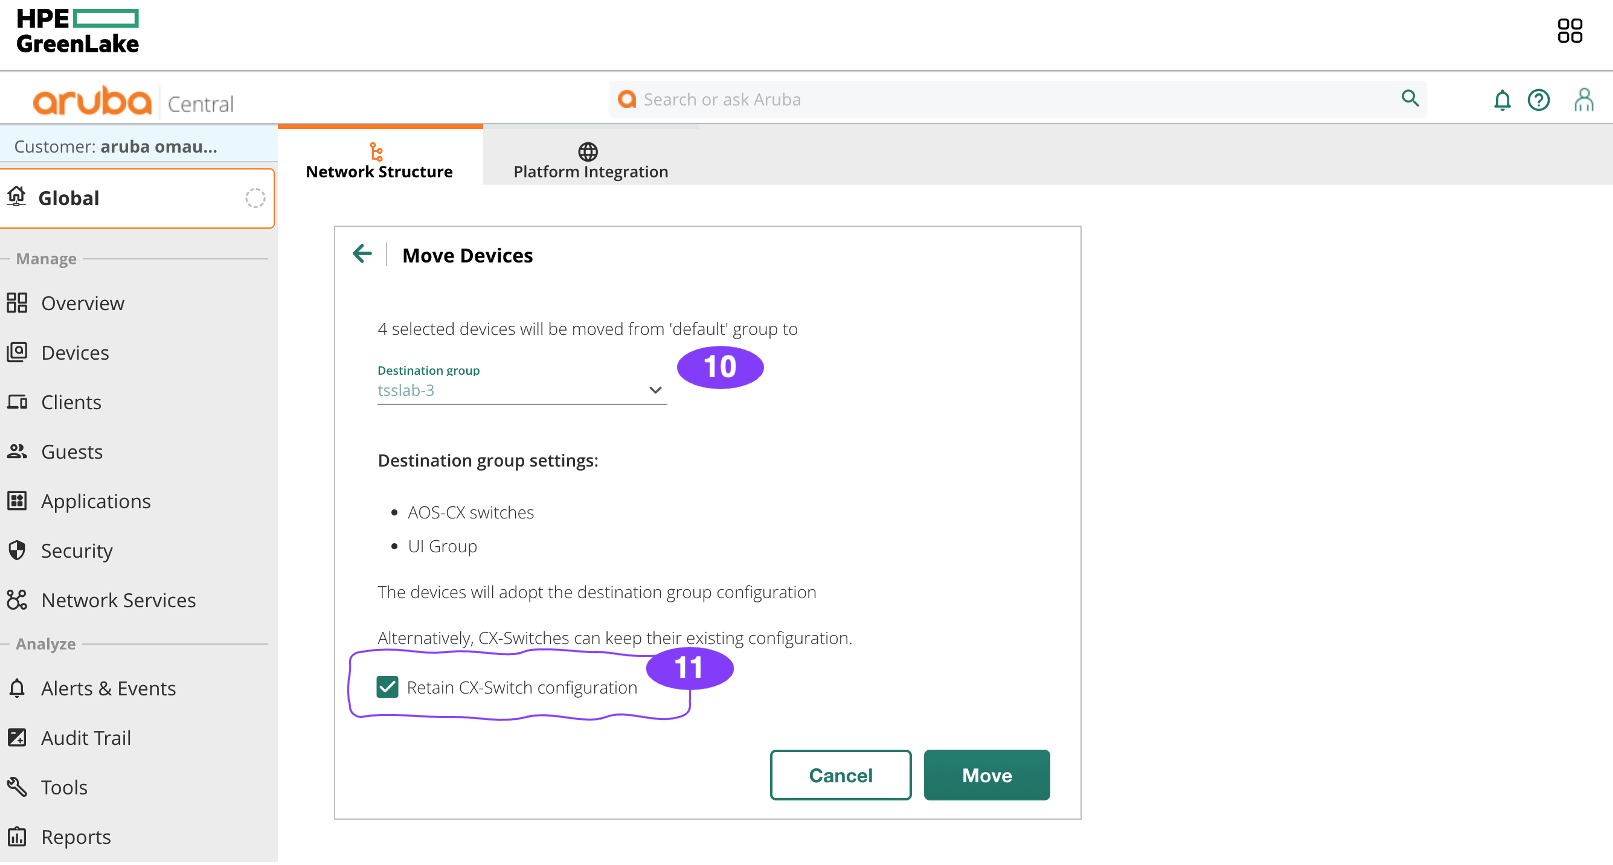 HPE
GreenLake
aruba Central
Search or ask Aruba
Customer: aruba omau...
Network Structure
Platform Integration
Global
Manage
Overview
Devices
Clients
Guests
Applications
Security
Network Services
Analyze
Alerts & Events
Audit Trail
Tools
Reports
Move Devices
4 selected devices will be moved from 'default' group to
10
Destination group
tsslab-3
Destination group settings:
• AOS-CX switches
• UI Group
The devices will adopt the destination group configuration
Alternatively, CX-Switches can keep their existing configuration.
11
Retain CX-Switch configuration
Cancel
Move